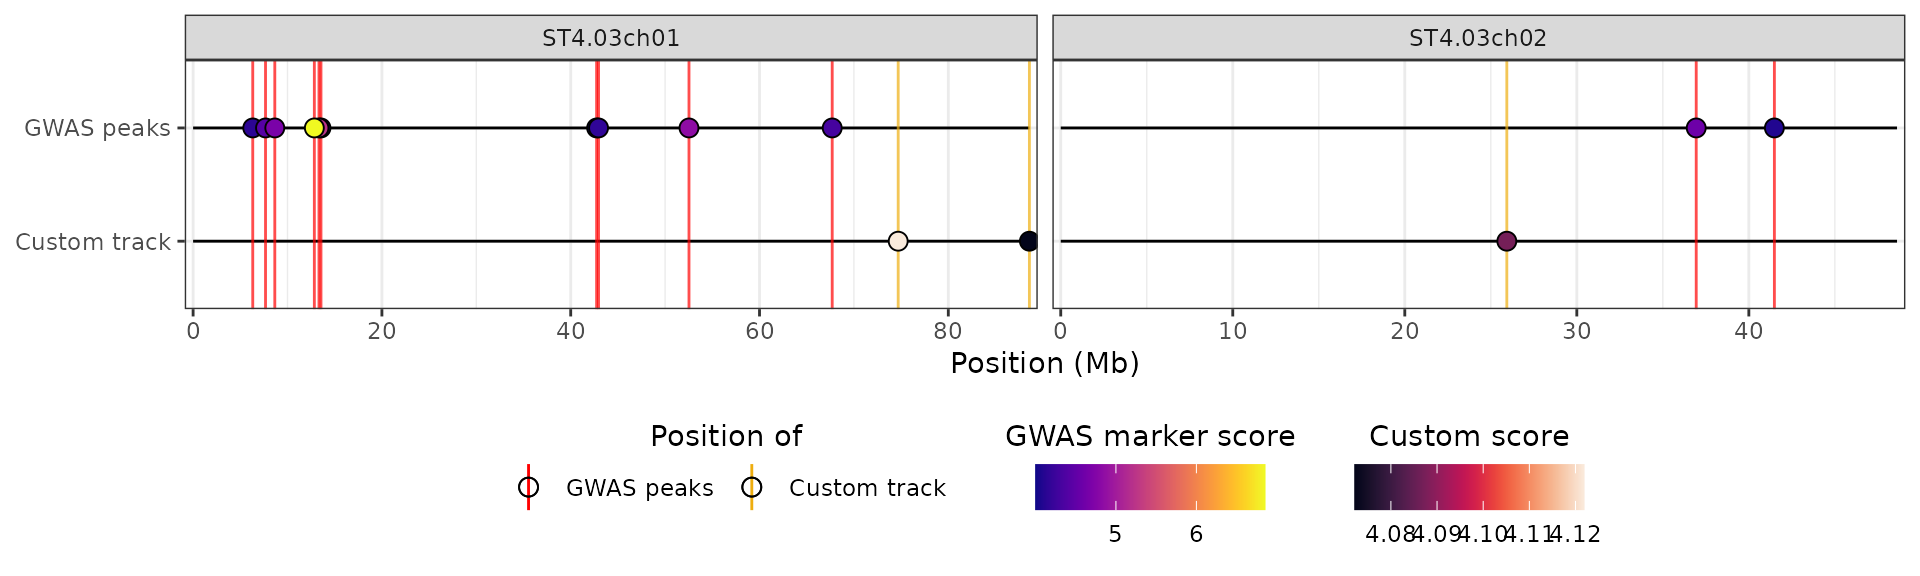 ST4.03ch01 ST4.03ch02
GWAS peaks
Custom track
0 20 40 60 80 0 10 20 30 40
Position (Mb)
Position of GWAS marker score Custom score
GWAS peaks Custom track
5 6 4.08 4.09 4.10 4.11 4.12